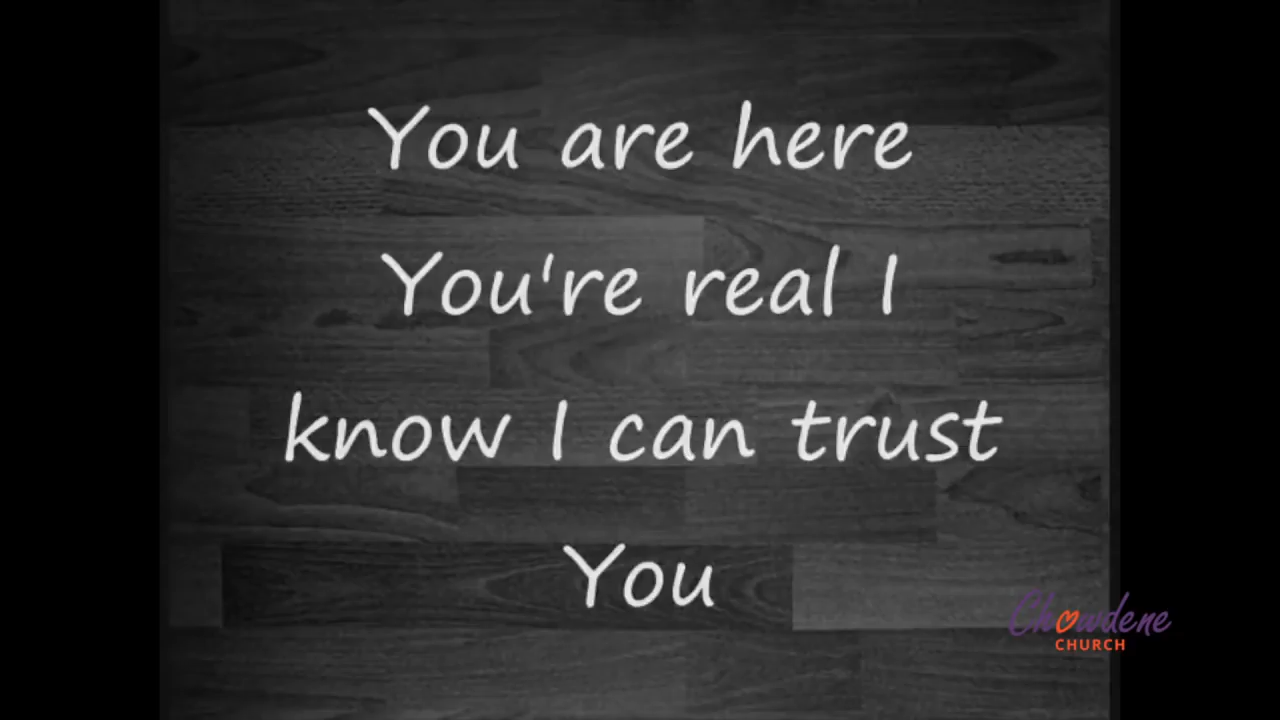 You are here
You're real I
know I can trust
You
Chowdene
CHURCH